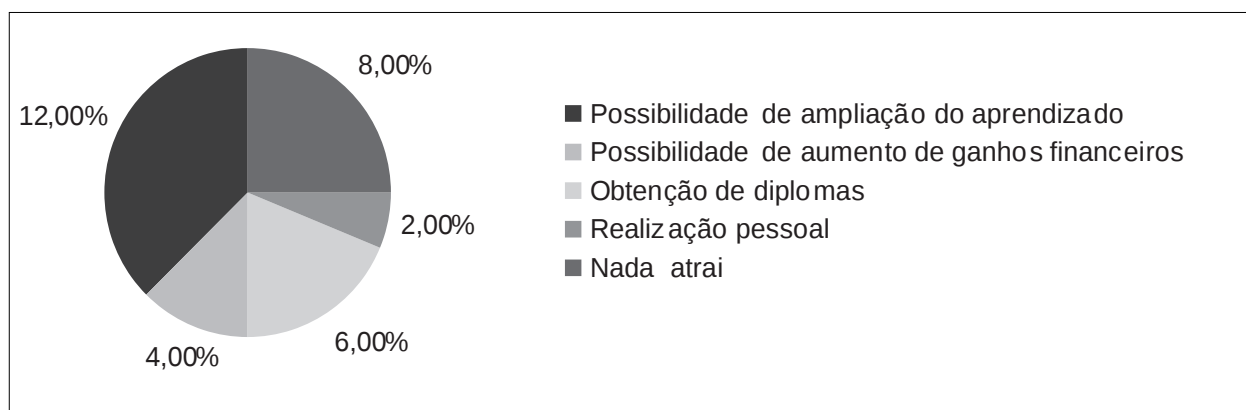 8,00%
12,00%
2,00%
6,00%
4,00%
Possibilidade de ampliação do aprendizado
Possibilidade de aumento de ganhos financeiros
Obtenção de diplomas
Realização pessoal
Nada atrai